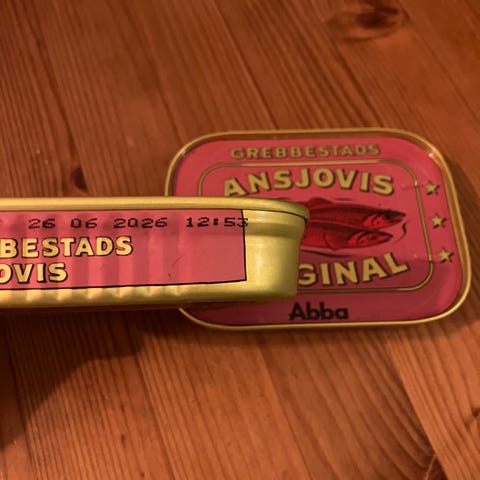 GREBBESTADS
ANSJOVIS
GINAL
Abba
26 06 2026 12:53
BESTADS
OVIS